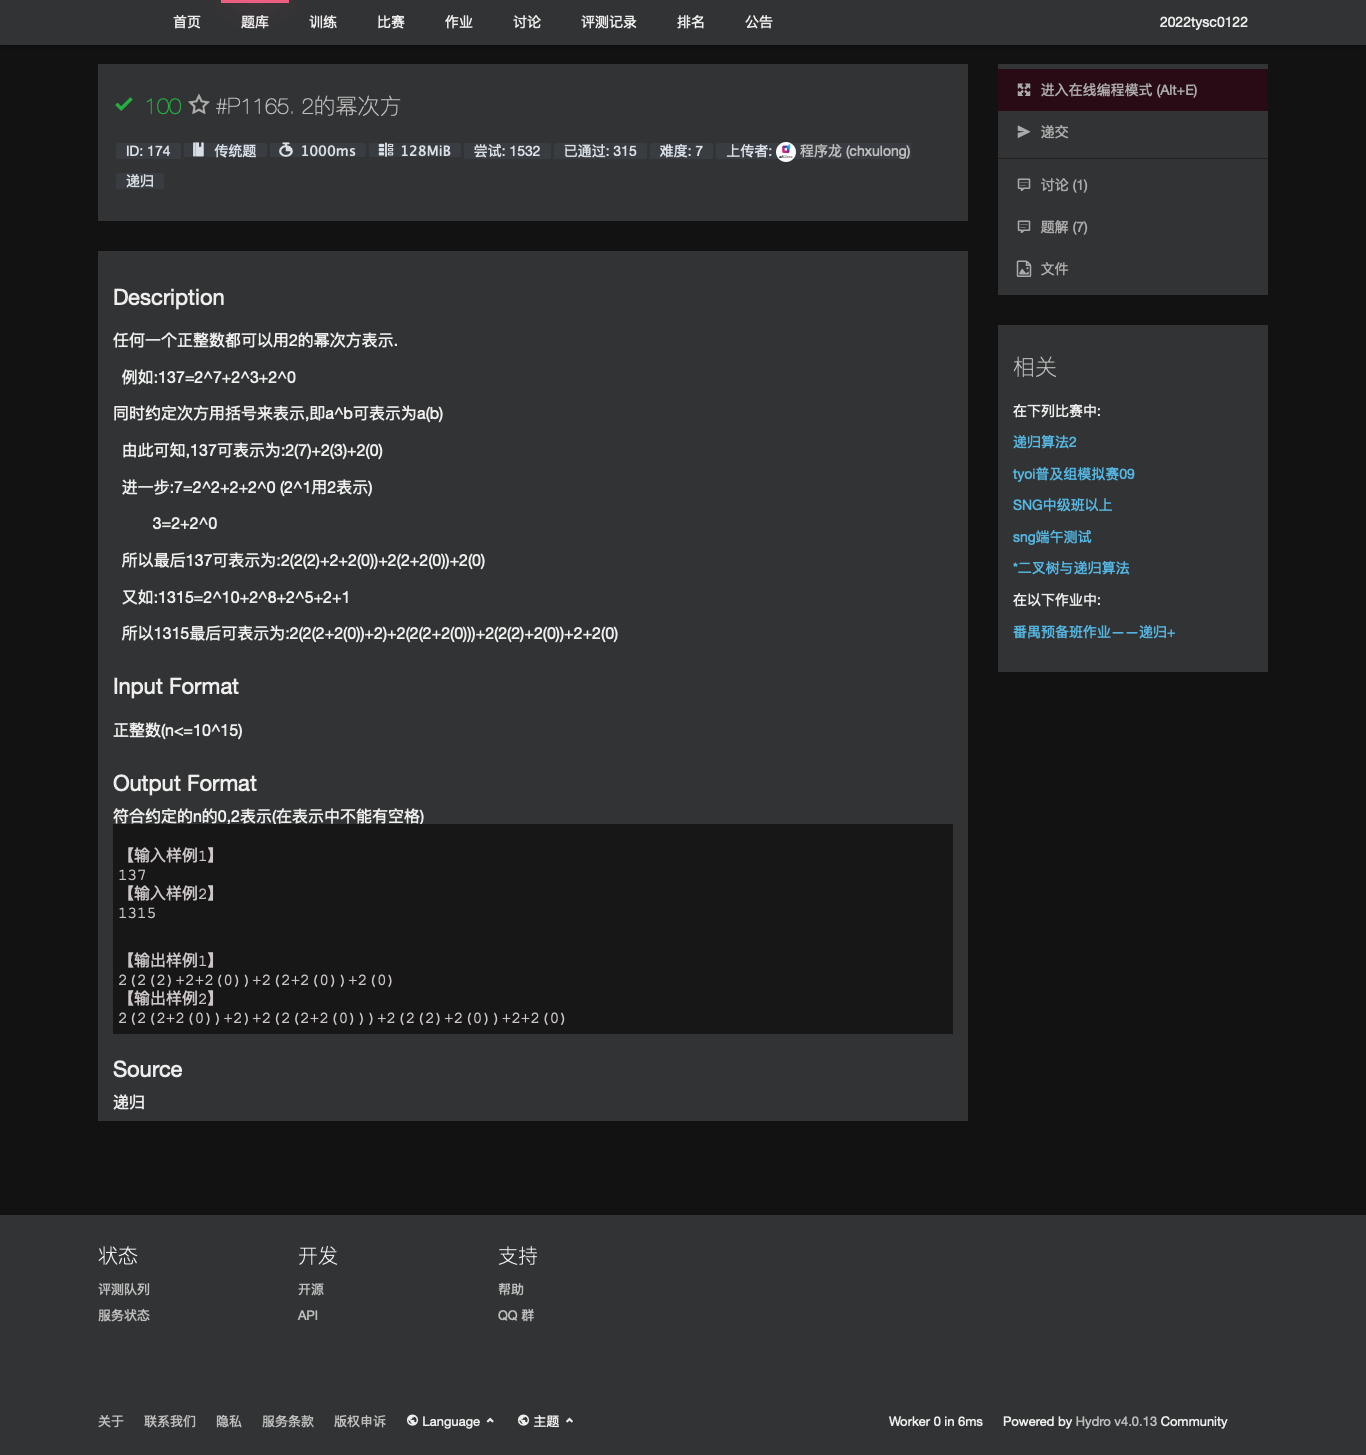 首页 题库 训练 比赛 作业 讨论 评测记录 排名 公告 2022tysc0122
100 #P1165. 2的幂次方
ID: 174 传统题 1000ms 128MiB 尝试: 1532 已通过: 315 难度: 7 上传者: 程序龙 (chxulong)
递归
Description
任何一个正整数都可以用2的幂次方表示.
例如:137=2^7+2^3+2^0
同时约定次方用括号来表示,即a^b可表示为a(b)
由此可知,137可表示为:2(7)+2(3)+2(0)
进一步:7=2^2+2+2^0 (2^1用2表示)
3=2+2^0
所以最后137可表示为:2(2(2)+2+2(0))+2(2+2(0))+2(0)
又如:1315=2^10+2^8+2^5+2+1
所以1315最后可表示为:2(2(2+2(0))+2)+2(2(2+2(0)))+2(2(2)+2(0))+2+2(0)
Input Format
正整数(n<=10^15)
Output Format
符合约定的n的0,2表示(在表示中不能有空格)
【输入样例1】
137
【输入样例2】
1315
【输出样例1】
2(2(2)+2+2(0))+2(2+2(0))+2(0)
【输出样例2】
2(2(2+2(0))+2)+2(2(2+2(0)))+2(2(2)+2(0))+2+2(0)
Source
递归
进入在线编程模式 (Alt+E)
递交
讨论 (1)
题解 (7)
文件
相关
在下列比赛中:
递归算法2
tyoi普及组模拟赛09
SNG中级班以上
sng端午测试
*二叉树与递归算法
在以下作业中:
番禺预备班作业——递归+
状态 开发 支持
评测队列 开源 帮助
服务状态 API QQ 群
关于 联系我们 隐私 服务条款 版权申诉 Language 主题 Worker 0 in 6ms Powered by Hydro v4.0.13 Community